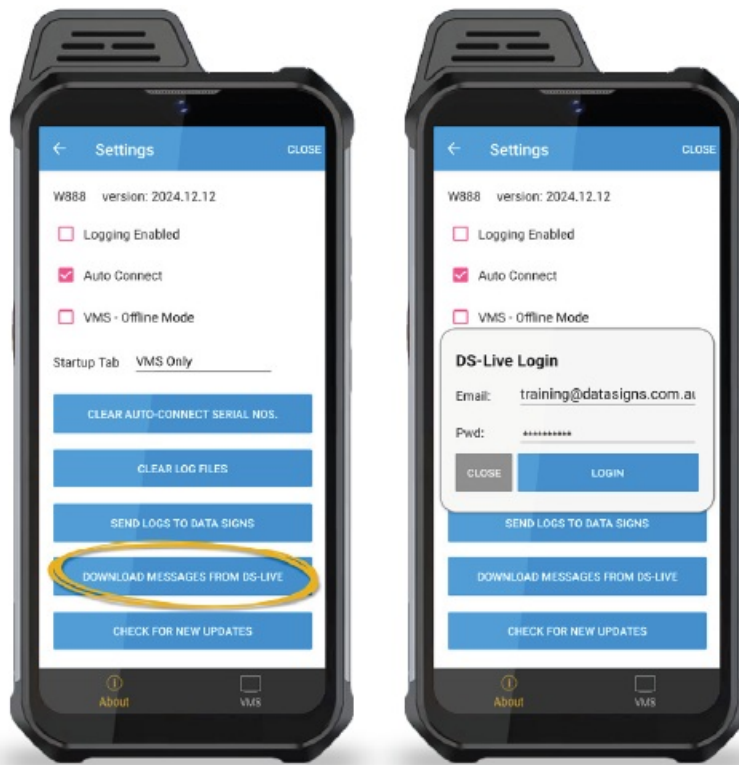 ← Settings CLOSE
W888 version: 2024.12.12
Logging Enabled
Auto Connect
VMS - Offline Mode
Startup Tab VMS Only
CLEAR AUTO-CONNECT SERIAL NOS.
CLEAR LOG FILES
SEND LOGS TO DATA SIGNS
DOWNLOAD MESSAGES FROM DS-LIVE
CHECK FOR NEW UPDATES
About VMS
← Settings CLOSE
W888 version: 2024.12.12
Logging Enabled
Auto Connect
VMS - Offline Mode
DS-Live Login
Email: training@datasigns.com.au
Pwd: **********
CLOSE LOGIN
SEND LOGS TO DATA SIGNS
DOWNLOAD MESSAGES FROM DS-LIVE
CHECK FOR NEW UPDATES
About VMS